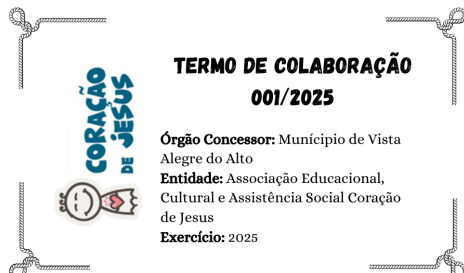 CORAÇÃO
DE JESUS
TERMO DE COLABORAÇÃO
001/2025
Órgão Concessor: Munícipio de Vista
Alegre do Alto
Entidade: Associação Educacional,
Cultural e Assistência Social Coração
de Jesus
Exercício: 2025